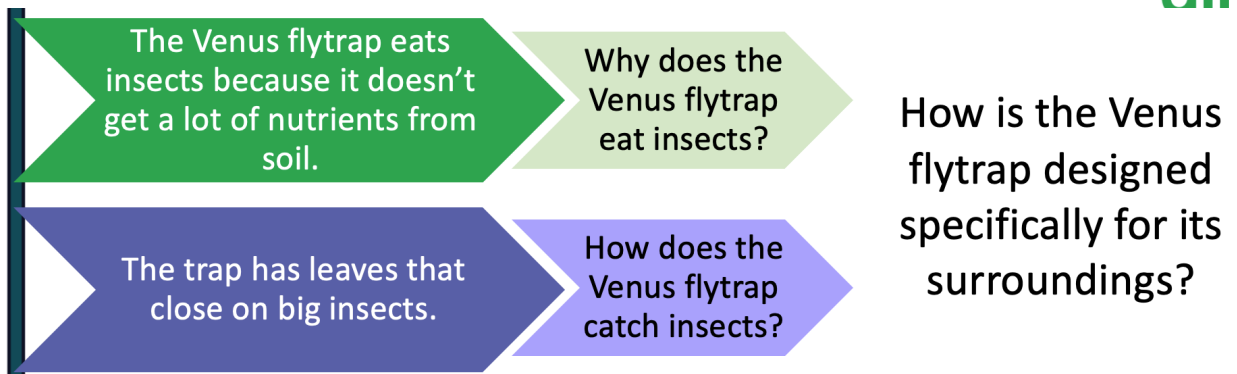 The Venus flytrap eats
insects because it doesn't
get a lot of nutrients from
soil.
Why does the
Venus flytrap
eat insects?
The trap has leaves that
close on big insects.
How does the
Venus flytrap
catch insects?
How is the Venus
flytrap designed
specifically for its
surroundings?